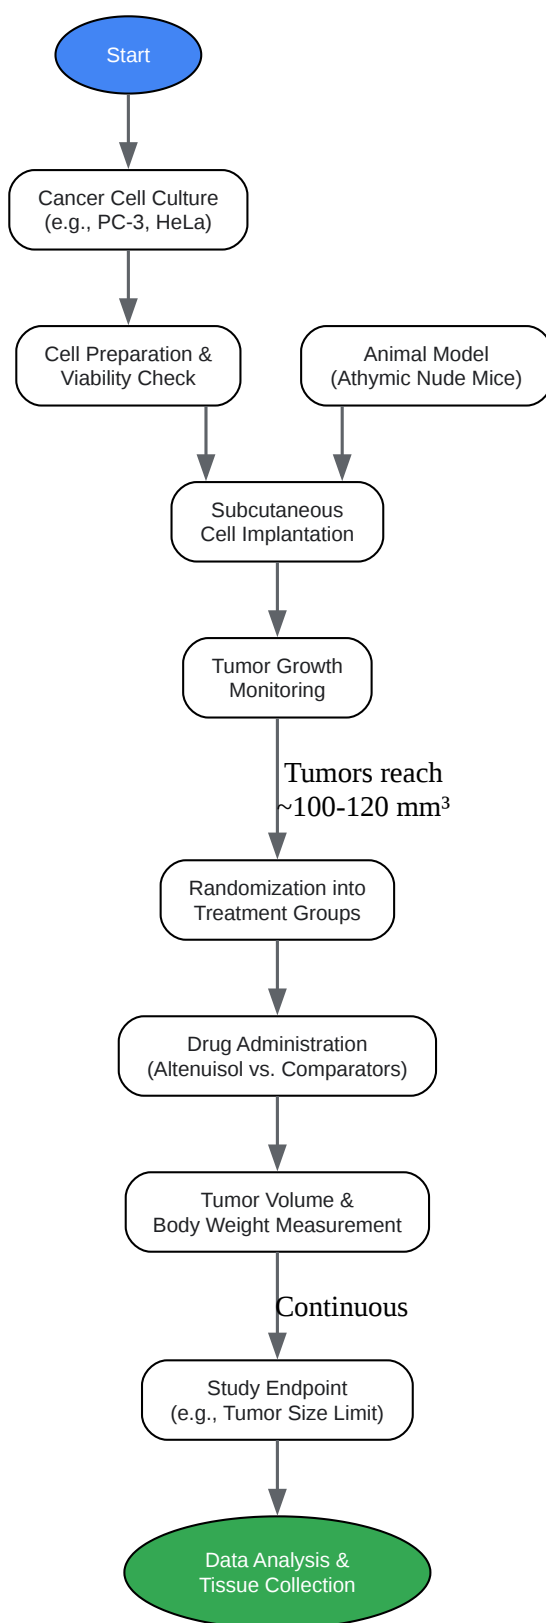 Start
Cancer Cell Culture
(e.g., PC-3, HeLa)
Cell Preparation &
Viability Check
Animal Model
(Athymic Nude Mice)
Subcutaneous
Cell Implantation
Tumor Growth
Monitoring
Tumors reach
~100-120 mm³
Randomization into
Treatment Groups
Drug Administration
(Altenuisol vs. Comparators)
Tumor Volume &
Body Weight Measurement
Continuous
Study Endpoint
(e.g., Tumor Size Limit)
Data Analysis &
Tissue Collection